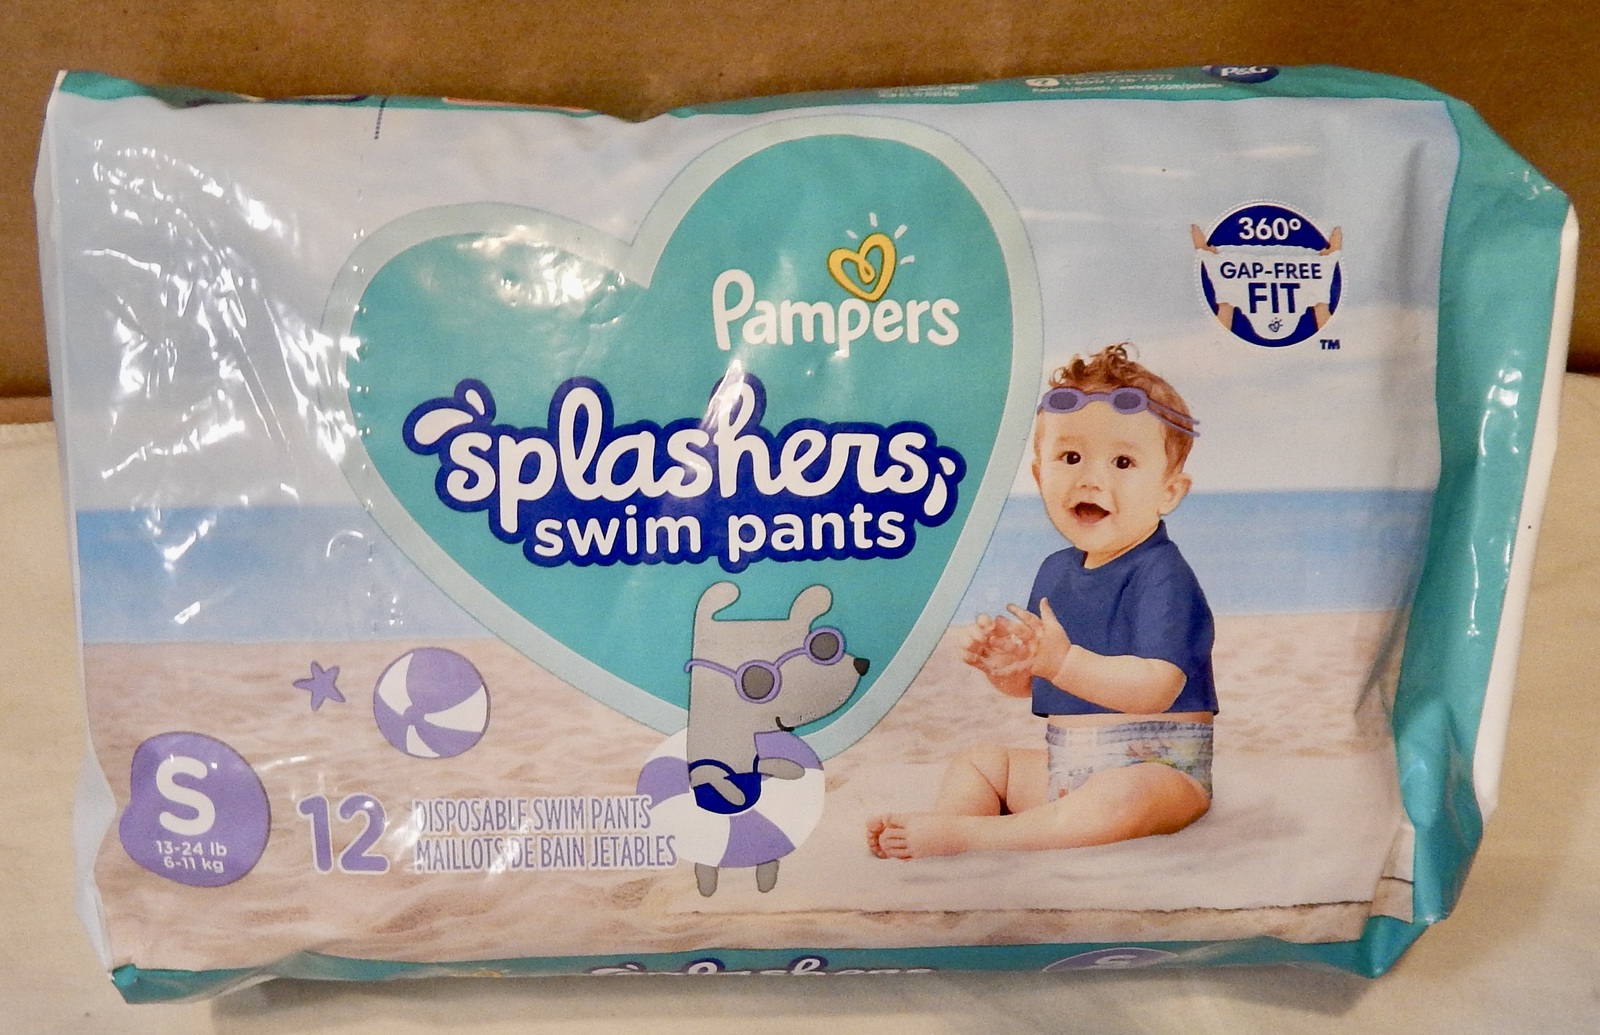 P&G
Pampers
360°
GAP-FREE
FIT
TM
splashers
swim pants
S
13-24 lb
6-11 kg
12
DISPOSABLE SWIM PANTS
MAILLOTS DE BAIN JETABLES
splashers
S